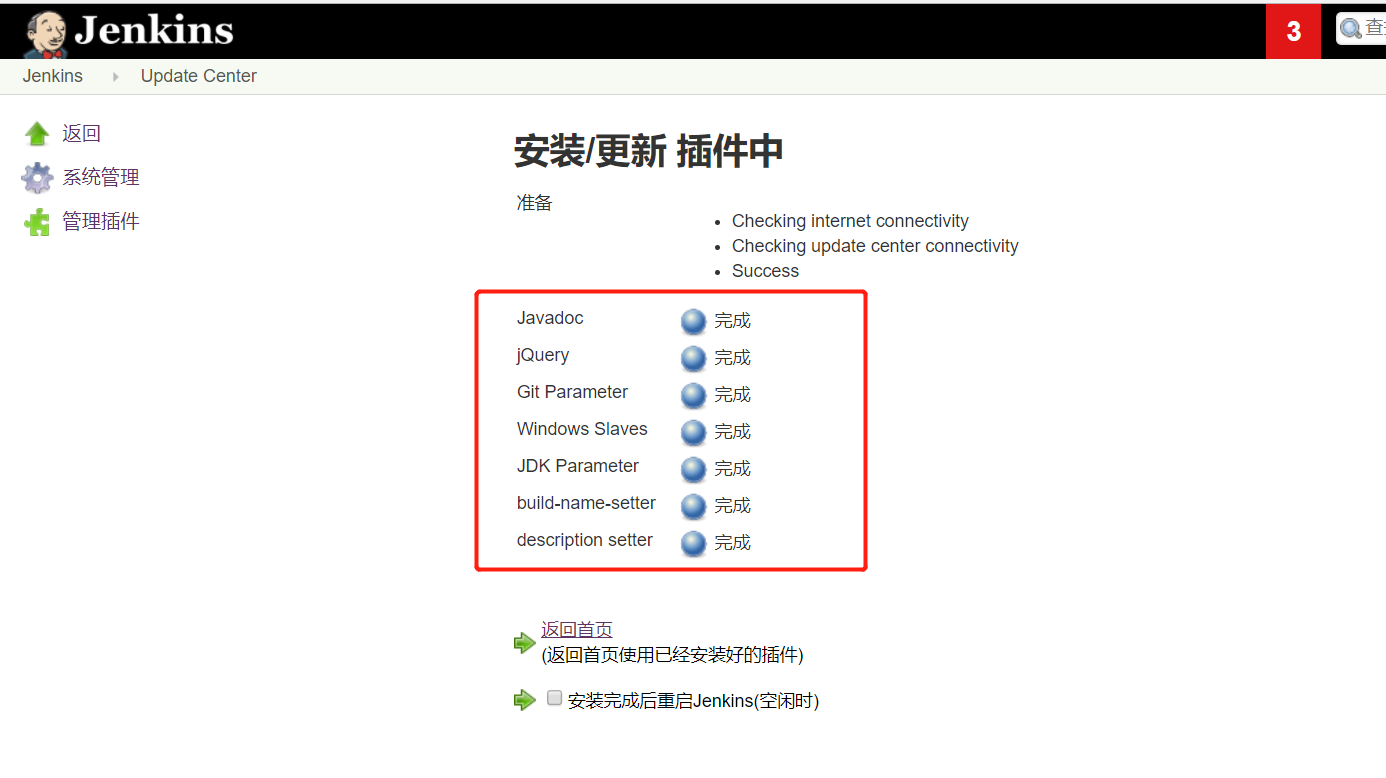 Jenkins
3
查
Jenkins
Update Center
返回
系统管理
管理插件
安装/更新 插件中
准备
Checking internet connectivity
Checking update center connectivity
Success
Javadoc 完成
jQuery 完成
Git Parameter 完成
Windows Slaves 完成
JDK Parameter 完成
build-name-setter 完成
description setter 完成
返回首页
(返回首页使用已经安装好的插件)
安装完成后重启Jenkins(空闲时)